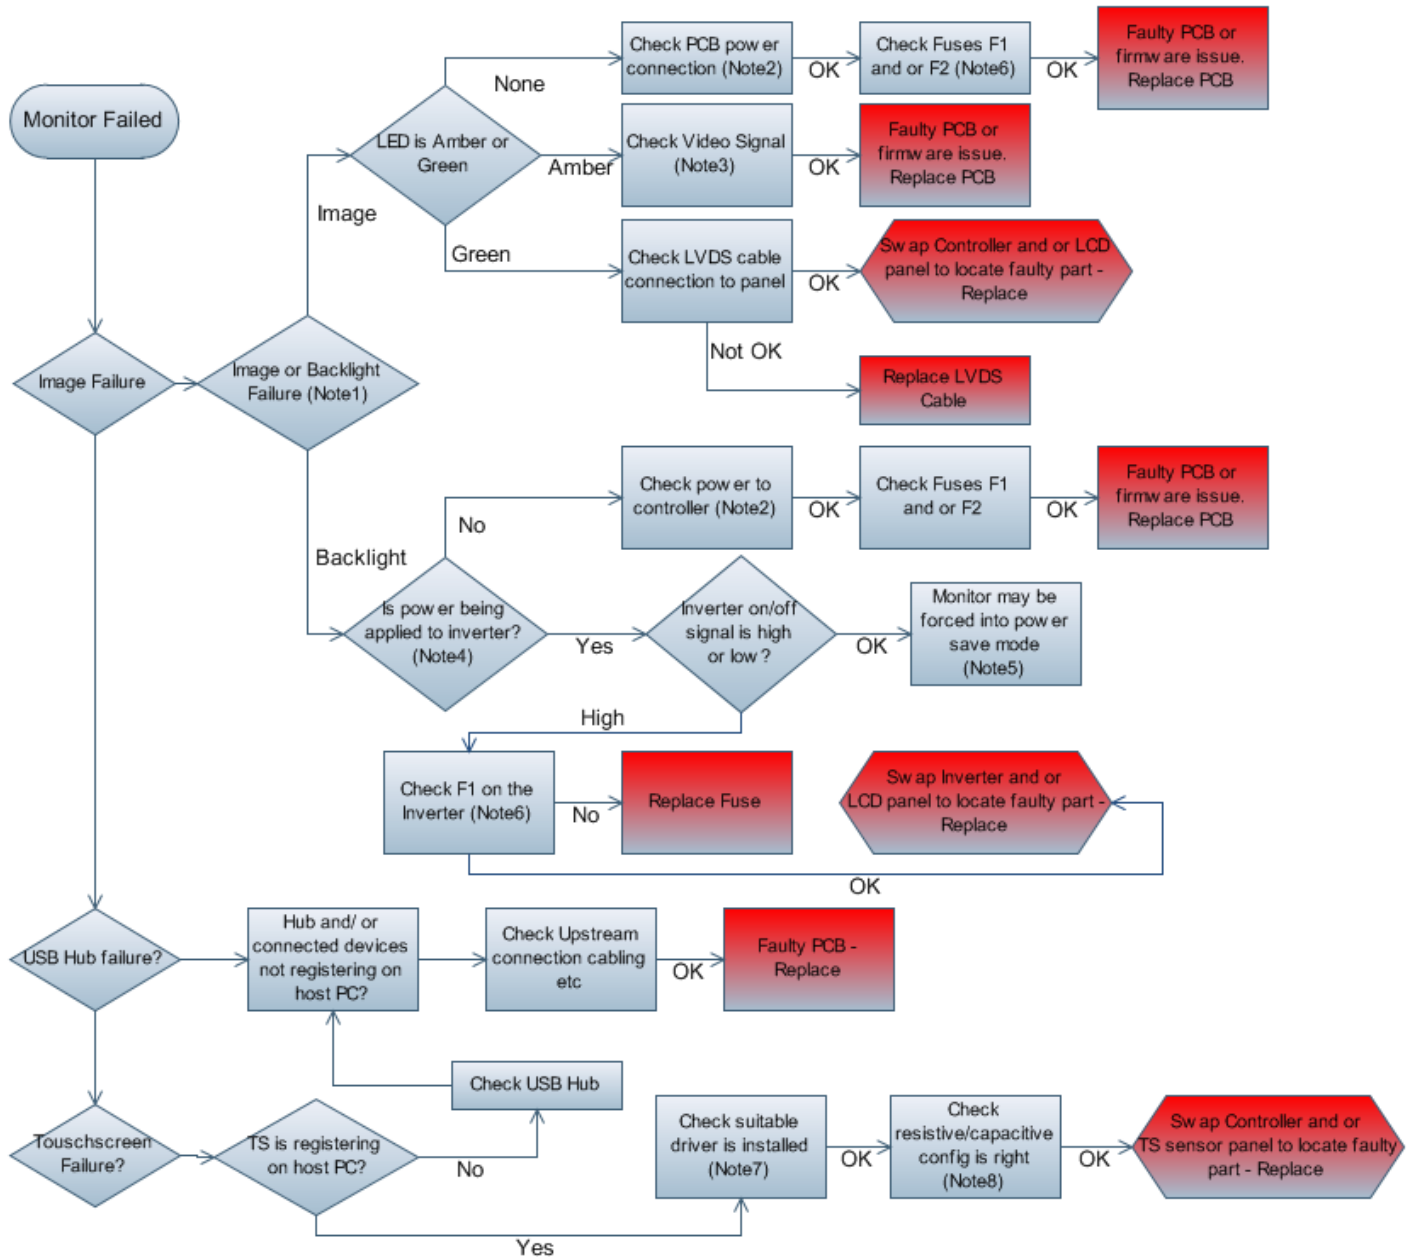 Monitor Failed
Image Failure
Image or Backlight
Failure (Note1)
Image
Backlight
LED is Amber or
Green
None
Amber
Green
Check PCB power
connection (Note2)
OK
Check Fuses F1
and or F2 (Note6)
OK
Faulty PCB or
firmware issue.
Replace PCB
Check Video Signal
(Note3)
OK
Faulty PCB or
firmware issue.
Replace PCB
Check LVDS cable
connection to panel
OK
Swap Controller and or LCD
panel to locate faulty part -
Replace
Not OK
Replace LVDS
Cable
No
Check power to
controller (Note2)
OK
Check Fuses F1
and or F2
OK
Faulty PCB or
firmware issue.
Replace PCB
Is power being
applied to inverter?
(Note4)
Yes
Inverter on/off
signal is high
or low?
OK
Monitor may be
forced into power
save mode
(Note5)
High
Check F1 on the
Inverter (Note6)
No
Replace Fuse
Swap Inverter and or
LCD panel to locate faulty part -
Replace
OK
USB Hub failure?
Hub and/ or
connected devices
not registering on
host PC?
Check Upstream
connection cabling
etc
OK
Faulty PCB -
Replace
Check USB Hub
Touschscreen
Failure?
TS is registering
on host PC?
No
Yes
Check suitable
driver is installed
(Note7)
OK
Check
resistive/capacitive
config is right
(Note8)
OK
Swap Controller and or
TS sensor panel to locate faulty
part - Replace